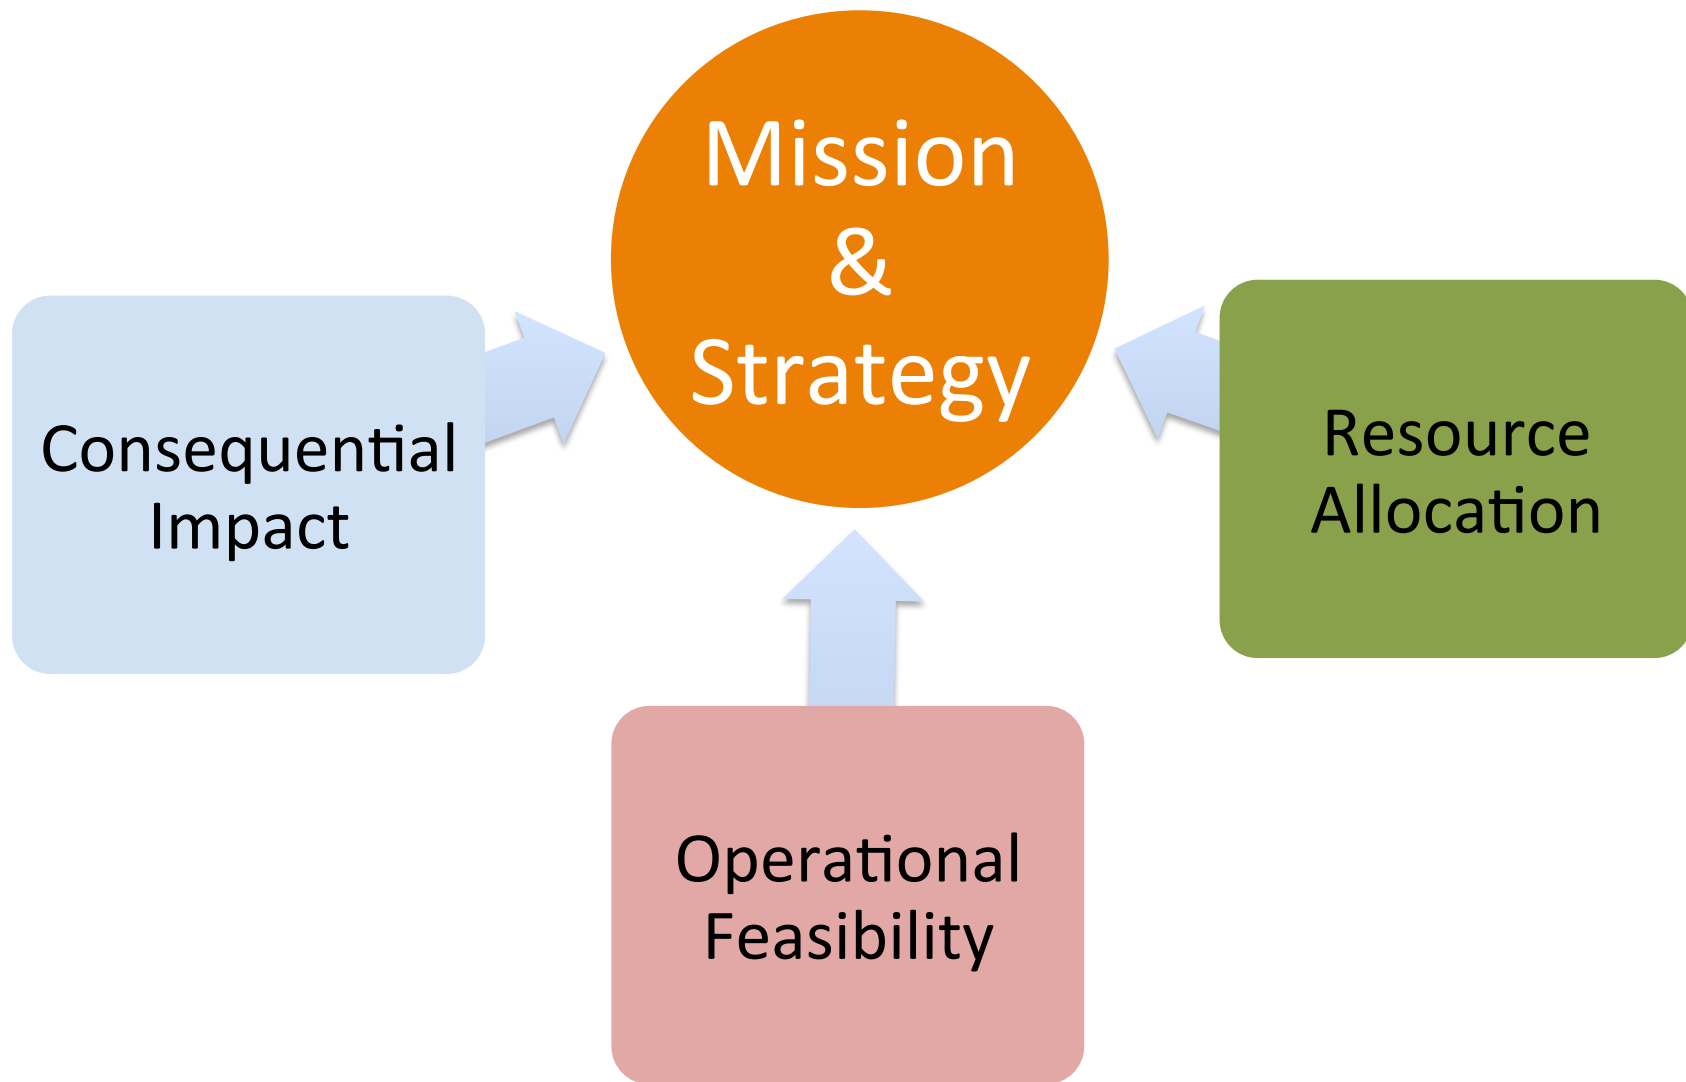 Mission
&
Strategy
Consequential
Impact
Resource
Allocation
Operational
Feasibility